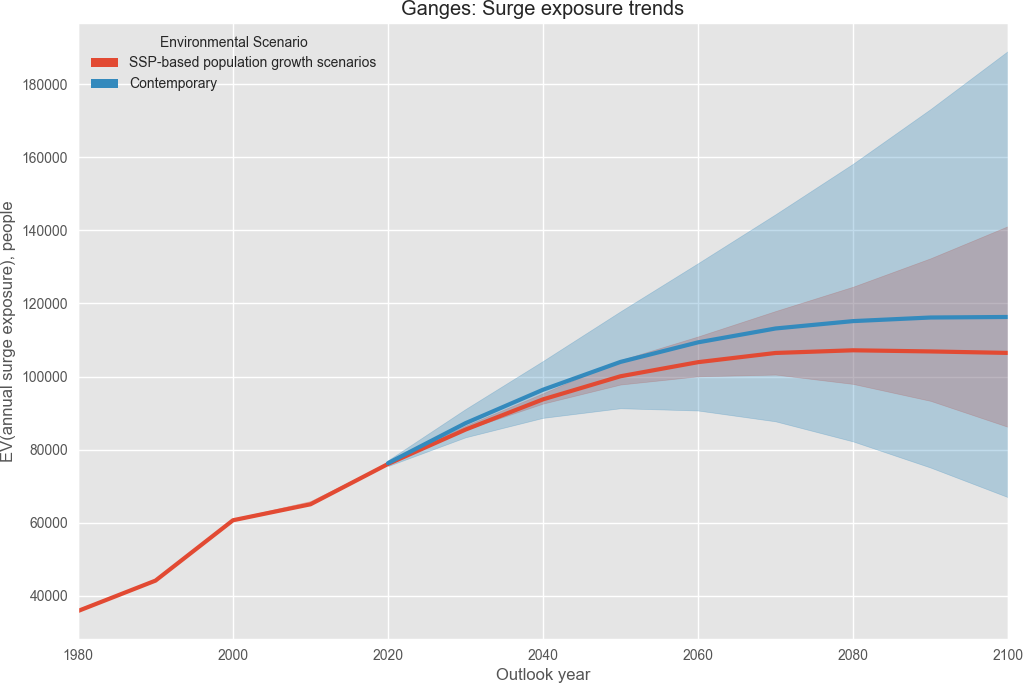 Ganges: Surge exposure trends
Environmental Scenario
SSP-based population growth scenarios
Contemporary
EV(annual surge exposure), people
180000
160000
140000
120000
100000
80000
60000
40000
1980
2000
2020
2040
2060
2080
2100
Outlook year